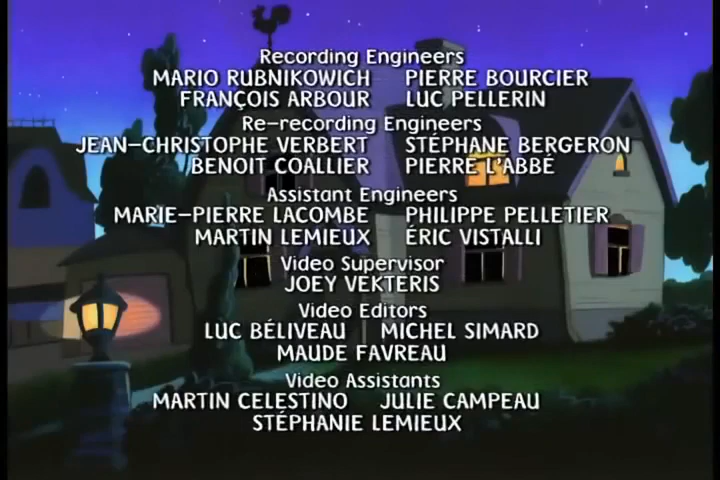 Recording Engineers
MARIO RUBNIKOWICH PIERRE BOURCIER
FRANÇOIS ARBOUR LUC PELLERIN
Re-recording Engineers
JEAN-CHRISTOPHE VERBERT STÉPHANE BERGERON
BENOIT COALLIER PIERRE L'ABBÉ
Assistant Engineers
MARIE-PIERRE LACOMBE PHILIPPE PELLETIER
MARTIN LEMIEUX ÉRIC VISTALLI
Video Supervisor
JOEY VEKTERIS
Video Editors
LUC BÉLIVEAU MICHEL SIMARD
MAUDE FAVREAU
Video Assistants
MARTIN CELESTINO JULIE CAMPEAU
STÉPHANIE LEMIEUX